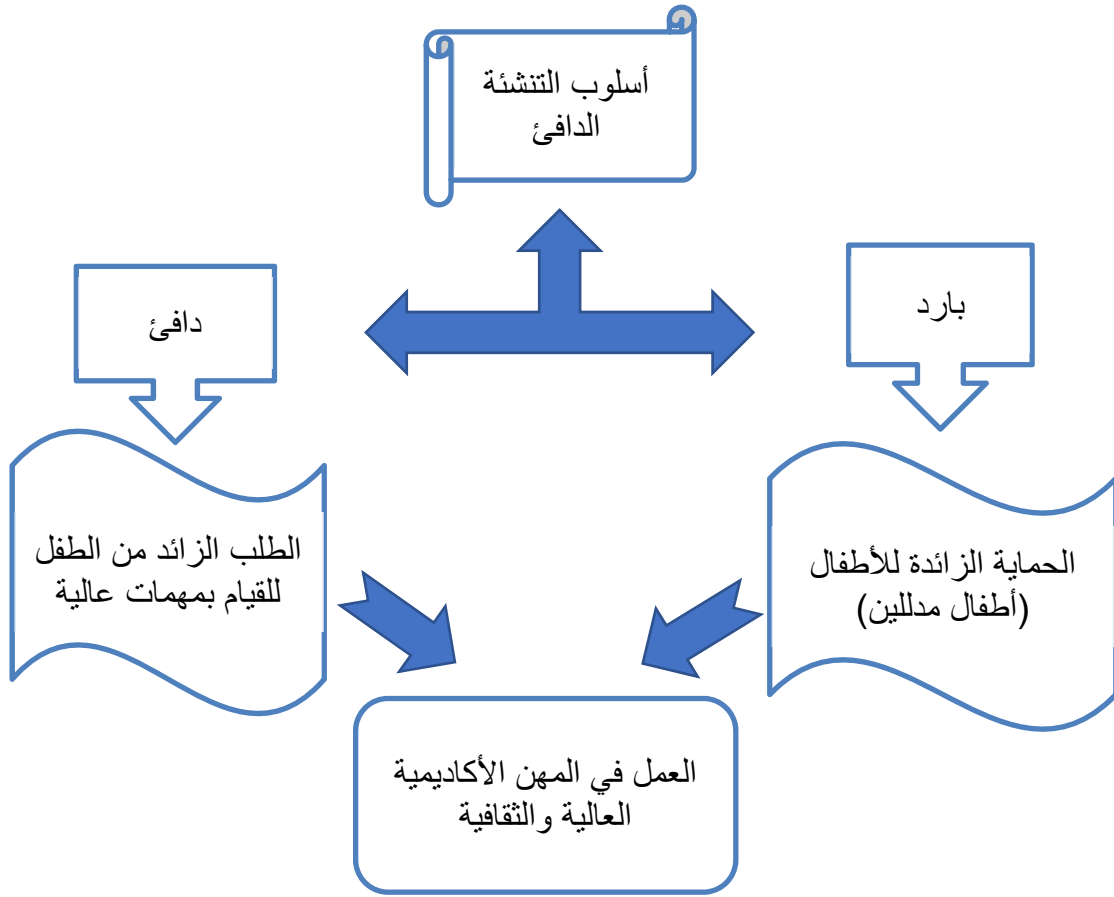 أسلوب التنشئة
الدافئ
بارد
دافئ
الحماية الزائدة للأطفال
(أطفال مدللين)
الطلب الزائد من الطفل
للقيام بمهمات عالية
العمل في المهن الأكاديمية
العالية والثقافية